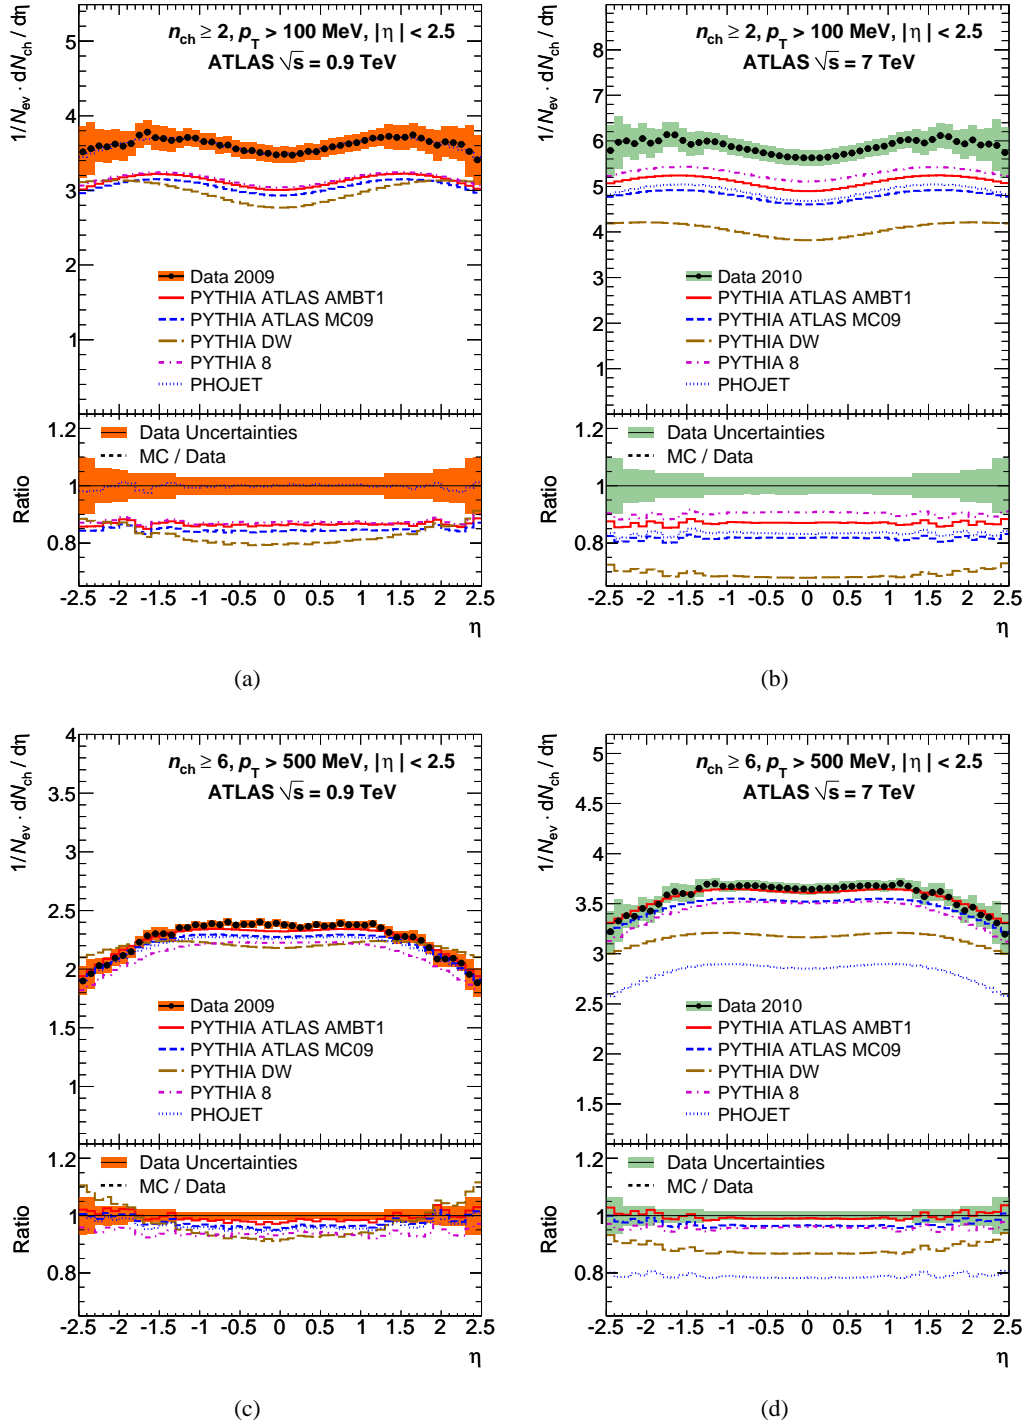 n_ch ≥ 2, p_T > 100 MeV, |η| < 2.5
ATLAS √s = 0.9 TeV
1/N_ev · dN_ch / dη
5
4
3
2
1
Data 2009
PYTHIA ATLAS AMBT1
PYTHIA ATLAS MC09
PYTHIA DW
PYTHIA 8
PHOJET
Ratio
1.2
1
0.8
Data Uncertainties
MC / Data
-2.5 -2 -1.5 -1 -0.5 0 0.5 1 1.5 2 2.5
η
(a)
n_ch ≥ 2, p_T > 100 MeV, |η| < 2.5
ATLAS √s = 7 TeV
1/N_ev · dN_ch / dη
8
7
6
5
4
3
2
1
Data 2010
PYTHIA ATLAS AMBT1
PYTHIA ATLAS MC09
PYTHIA DW
PYTHIA 8
PHOJET
Ratio
1.2
1
0.8
Data Uncertainties
MC / Data
-2.5 -2 -1.5 -1 -0.5 0 0.5 1 1.5 2 2.5
η
(b)
n_ch ≥ 6, p_T > 500 MeV, |η| < 2.5
ATLAS √s = 0.9 TeV
1/N_ev · dN_ch / dη
4
3.5
3
2.5
2
1.5
1
Data 2009
PYTHIA ATLAS AMBT1
PYTHIA ATLAS MC09
PYTHIA DW
PYTHIA 8
PHOJET
Ratio
1.2
1
0.8
Data Uncertainties
MC / Data
-2.5 -2 -1.5 -1 -0.5 0 0.5 1 1.5 2 2.5
η
(c)
n_ch ≥ 6, p_T > 500 MeV, |η| < 2.5
ATLAS √s = 7 TeV
1/N_ev · dN_ch / dη
5
4.5
4
3.5
3
2.5
2
1.5
Data 2010
PYTHIA ATLAS AMBT1
PYTHIA ATLAS MC09
PYTHIA DW
PYTHIA 8
PHOJET
Ratio
1.2
1
0.8
Data Uncertainties
MC / Data
-2.5 -2 -1.5 -1 -0.5 0 0.5 1 1.5 2 2.5
η
(d)